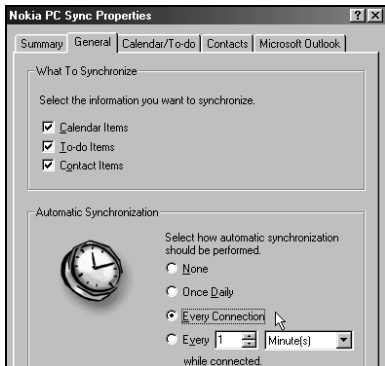 Nokia PC Sync Properties
Summary General Calendar/To-do Contacts Microsoft Outlook
What To Synchronize
Select the information you want to synchronize.
Calendar Items
To-do Items
Contact Items
Automatic Synchronization
Select how automatic synchronization
should be performed.
None
Once Daily
Every Connection
Every 1 Minute(s)
while connected.